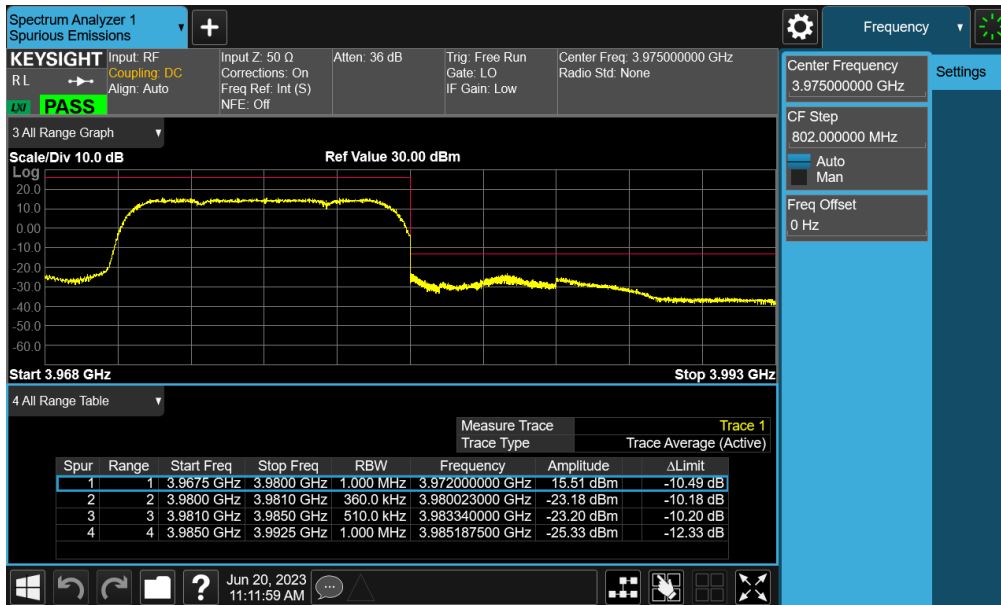 Spectrum Analyzer 1
Spurious Emissions
+
Frequency
KEYSIGHT
R L
LXI
PASS
Input: RF
Coupling: DC
Align: Auto
Input Z: 50 Ω
Corrections: On
Freq Ref: Int (S)
NFE: Off
Atten: 36 dB
Trig: Free Run
Gate: LO
IF Gain: Low
Center Freq: 3.975000000 GHz
Radio Std: None
Center Frequency
3.975000000 GHz
Settings
CF Step
802.000000 MHz
Auto
Man
Freq Offset
0 Hz
3 All Range Graph
Scale/Div 10.0 dB Ref Value 30.00 dBm
Log
20.0
10.0
0.00
-10.0
-20.0
-30.0
-40.0
-50.0
-60.0
Start 3.968 GHz Stop 3.993 GHz
4 All Range Table
Measure Trace Trace 1
Trace Type Trace Average (Active)
Spur Range Start Freq Stop Freq RBW Frequency Amplitude ΔLimit
1 1 3.9675 GHz 3.9800 GHz 1.000 MHz 3.972000000 GHz 15.51 dBm -10.49 dB
2 2 3.9800 GHz 3.9810 GHz 360.0 kHz 3.980023000 GHz -23.18 dBm -10.18 dB
3 3 3.9810 GHz 3.9850 GHz 510.0 kHz 3.983340000 GHz -23.20 dBm -10.20 dB
4 4 3.9850 GHz 3.9925 GHz 1.000 MHz 3.985187500 GHz -25.33 dBm -12.33 dB
?
Jun 20, 2023
11:11:59 AM